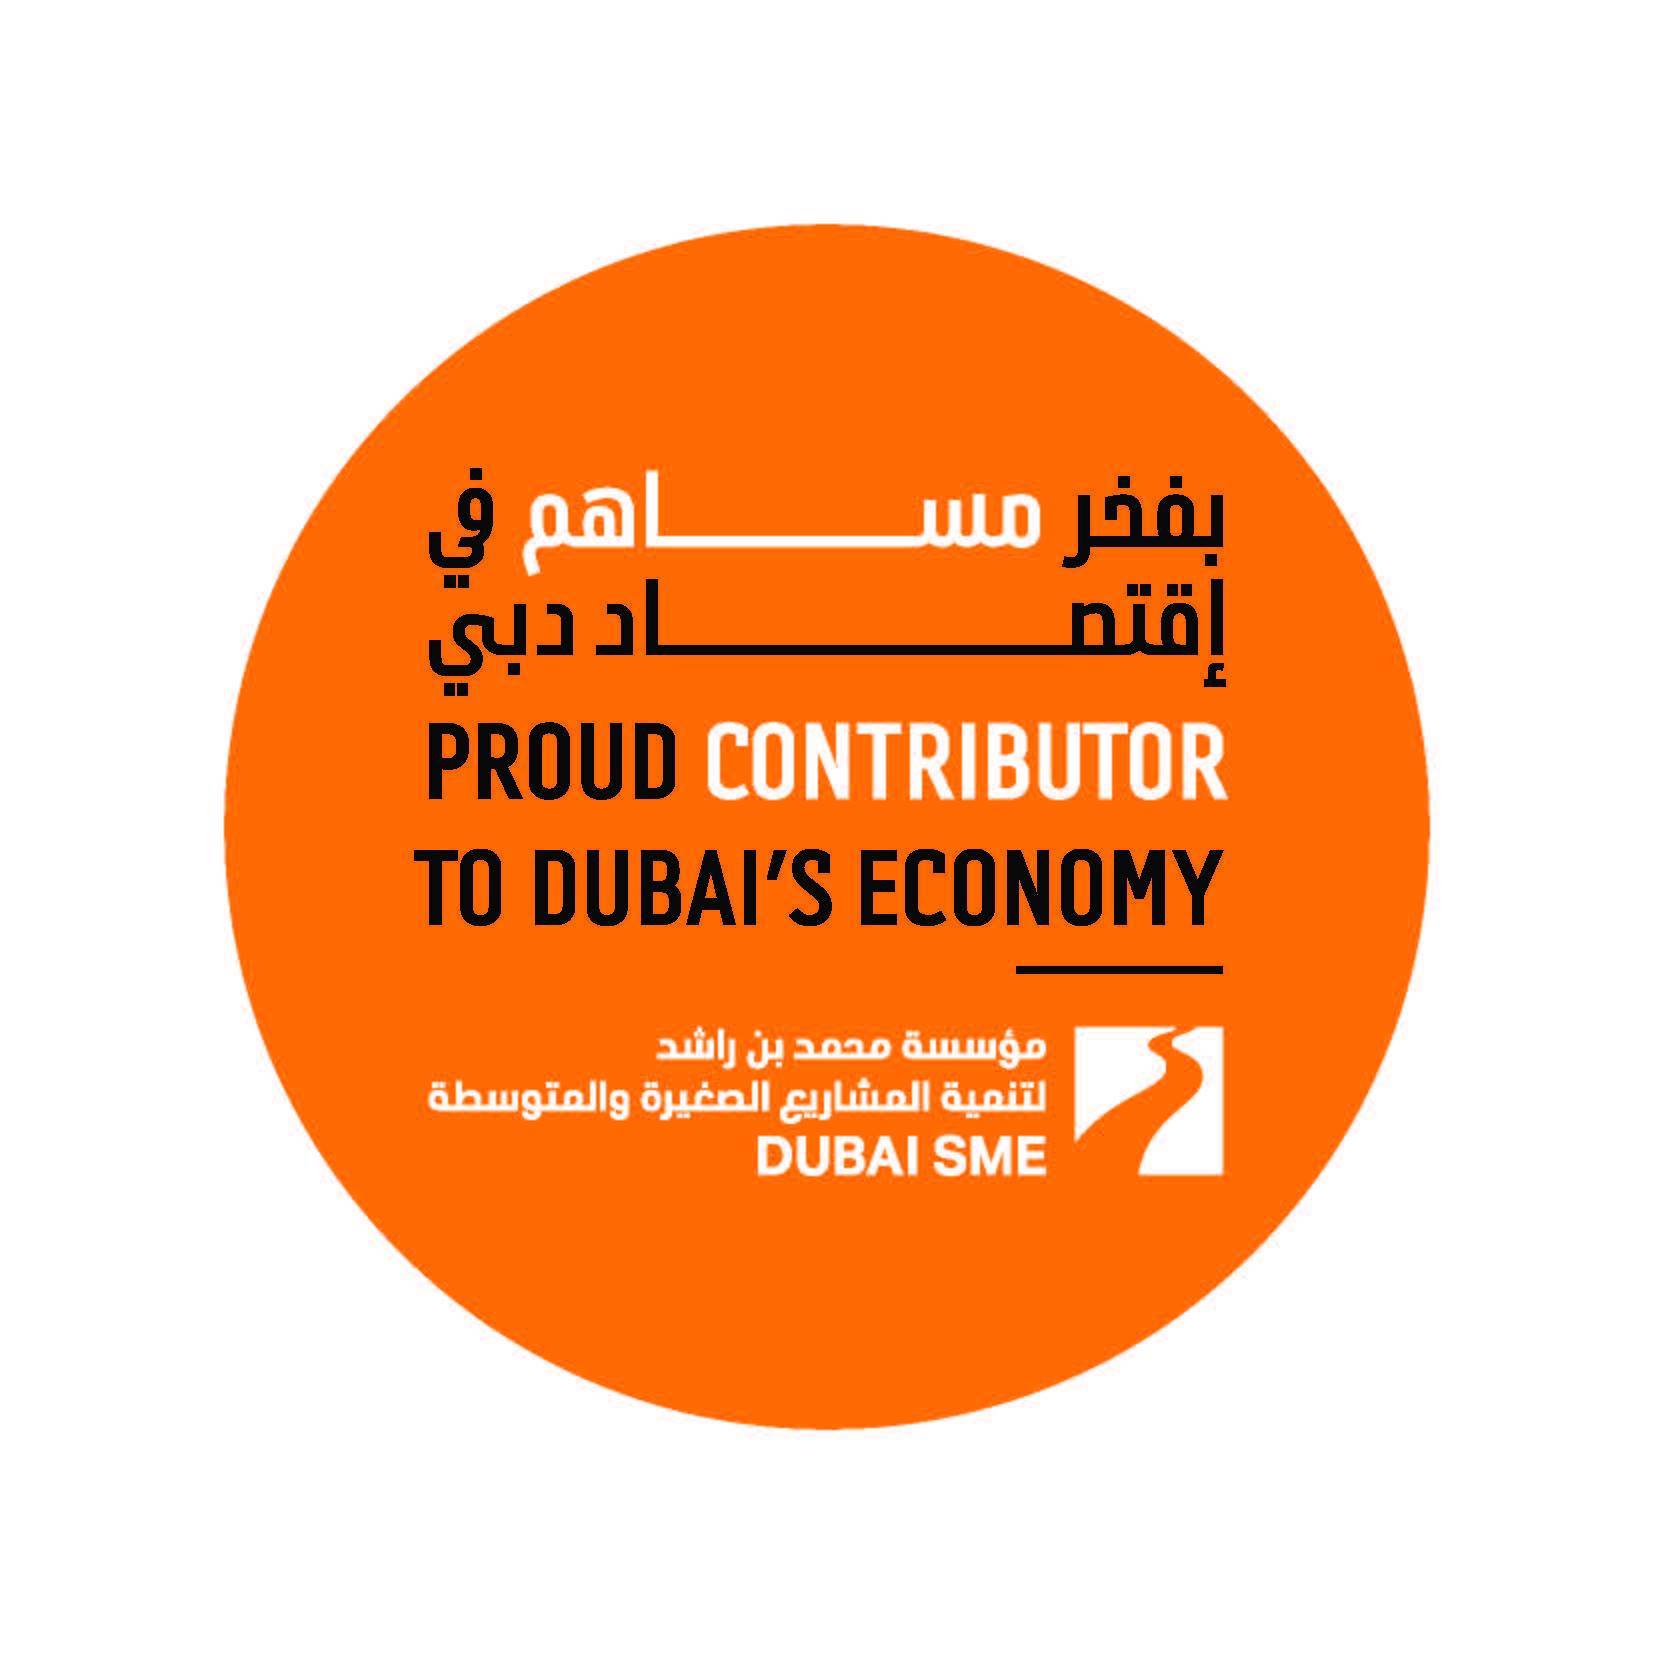 بفخر مساهم في
إقتصاد دبي
PROUD CONTRIBUTOR
TO DUBAI'S ECONOMY
مؤسسة محمد بن راشد
لتنمية المشاريع الصغيرة والمتوسطة
DUBAI SME